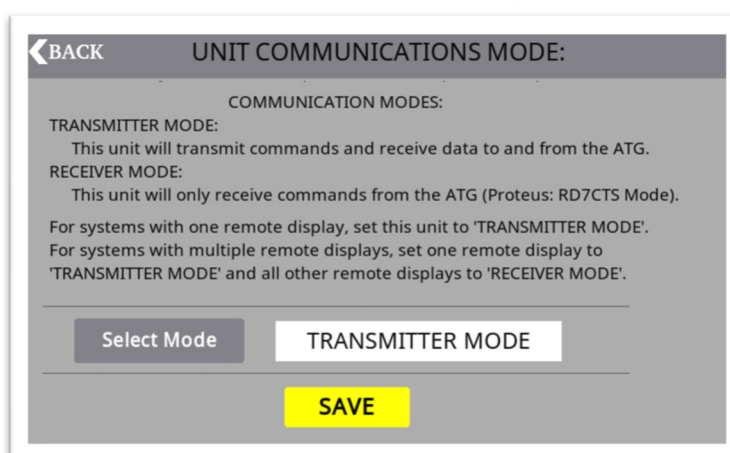 BACK UNIT COMMUNICATIONS MODE:
COMMUNICATION MODES:
TRANSMITTER MODE:
This unit will transmit commands and receive data to and from the ATG.
RECEIVER MODE:
This unit will only receive commands from the ATG (Proteus: RD7CTS Mode).
For systems with one remote display, set this unit to 'TRANSMITTER MODE'.
For systems with multiple remote displays, set one remote display to
'TRANSMITTER MODE' and all other remote displays to 'RECEIVER MODE'.
Select Mode TRANSMITTER MODE
SAVE